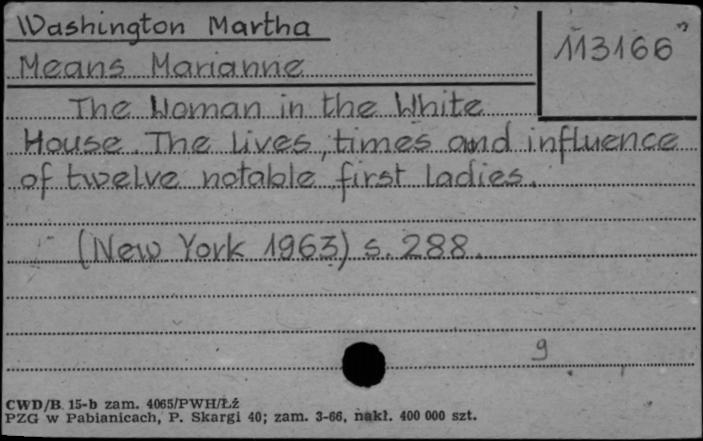 Washington Martha
113166
Means Marianne
The Woman in the White
House. The lives, times and influence
of twelve notable first ladies.
(New York 1963) s. 288.
9
CWD/B 15-b zam. 4065/PWH/Łź
PZG w Pabianicach, P. Skargi 40; zam. 3-66, nakł. 400 000 szt.